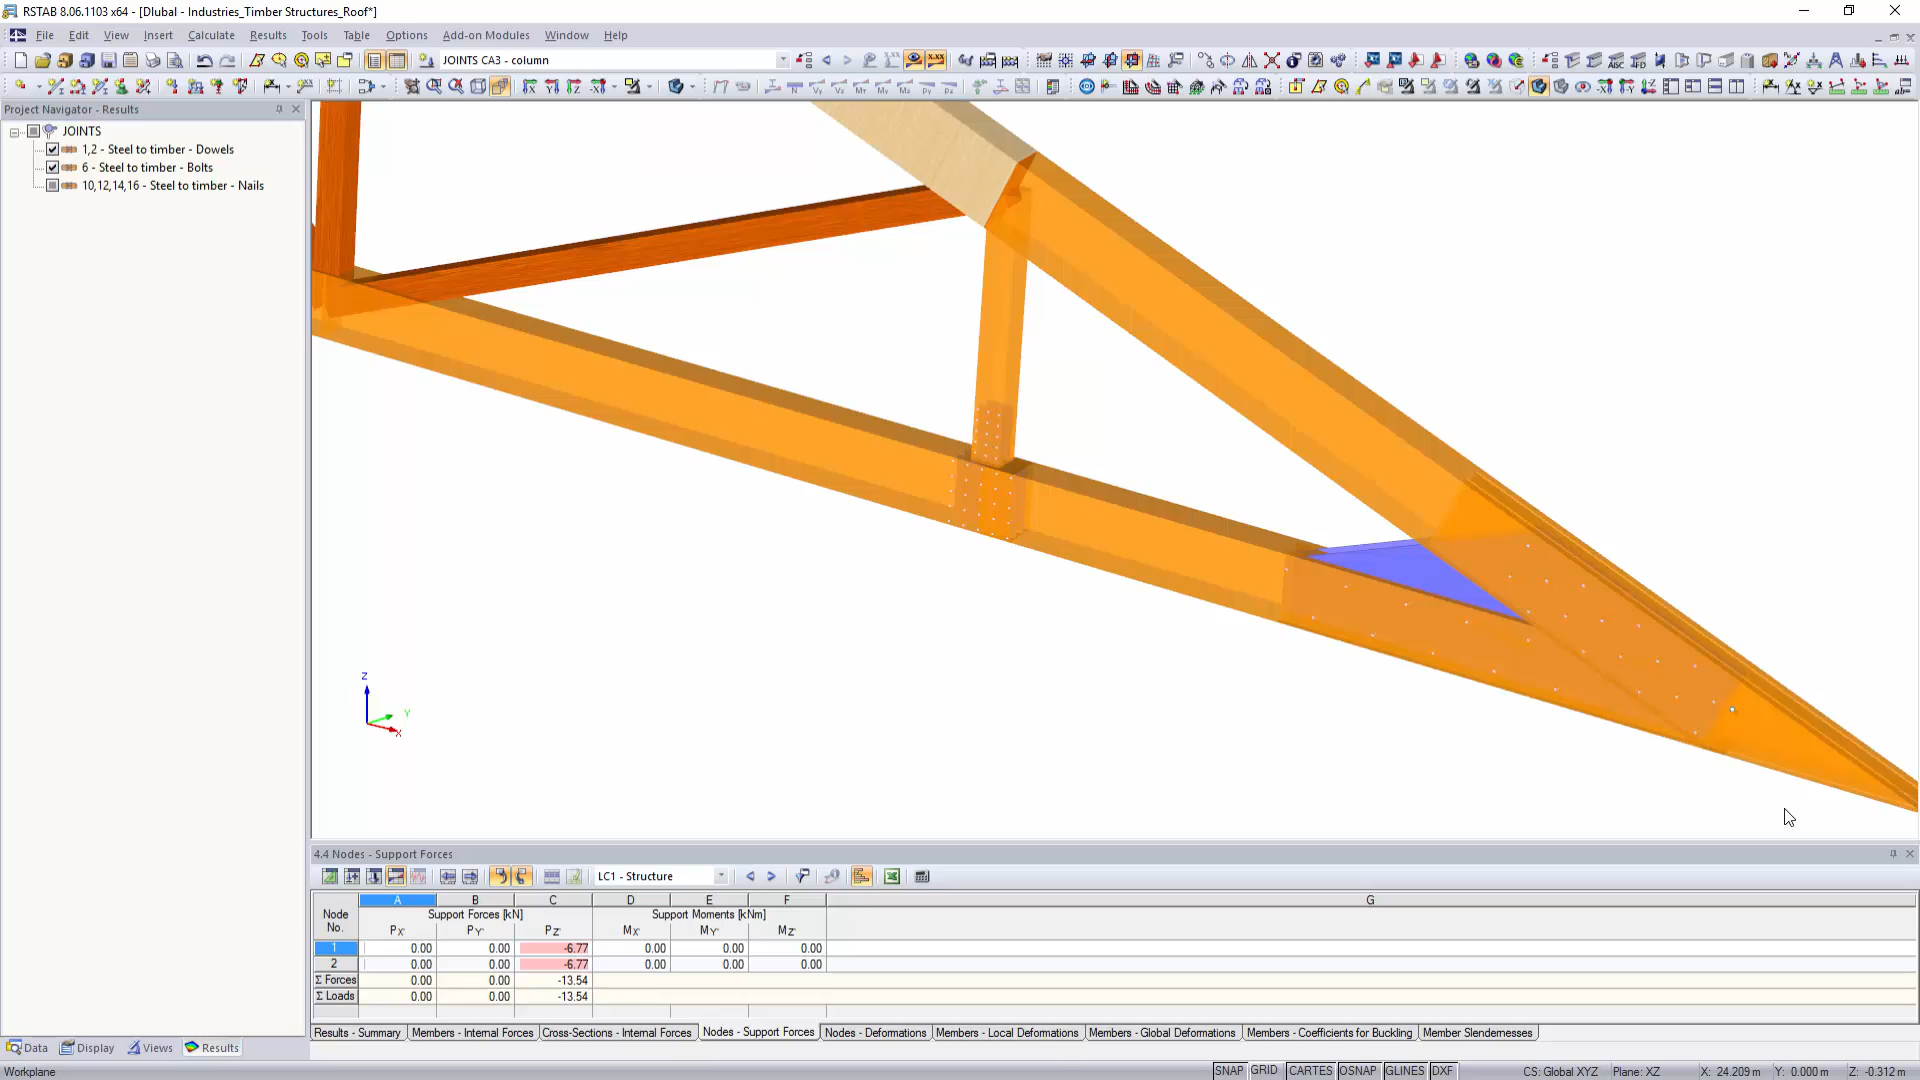 RSTAB 8.06.1103 x64 - [Dlubal - Industries_Timber Structures_Roof*]
File Edit View Insert Calculate Results Tools Table Options Add-on Modules Window Help
JOINTS CA3 - column
Project Navigator - Results
JOINTS
1,2 - Steel to timber - Dowels
6 - Steel to timber - Bolts
10,12,14,16 - Steel to timber - Nails
Z
Y
X
4.4 Nodes - Support Forces
LC1 - Structure
A B C D E F G
Node Support Forces [kN] Support Moments [kNm]
No. PX' PY' PZ' MX' MY' MZ'
1 0.00 0.00 -6.77 0.00 0.00 0.00
2 0.00 0.00 -6.77 0.00 0.00 0.00
Σ Forces 0.00 0.00 -13.54
Σ Loads 0.00 0.00 -13.54
Results - Summary Members - Internal Forces Cross-Sections - Internal Forces Nodes - Support Forces Nodes - Deformations Members - Local Deformations Members - Global Deformations Members - Coefficients for Buckling Member Slendernesses
Data Display Views Results
Workplane SNAP GRID CARTES OSNAP GLINES DXF CS: Global XYZ Plane: XZ X: 24.209 m Y: 0.000 m Z: -0.312 m